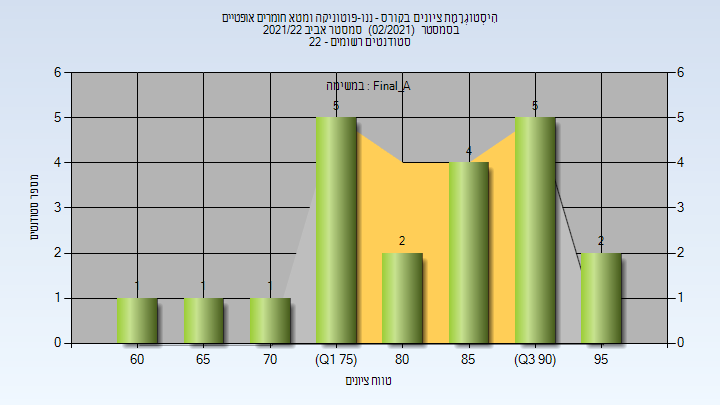 היסטוגרמת ציונים בקורס - ננו-פוטוניקה ומטא חומרים אופטיים
בסמסטר (02/2021) סמסטר אביב 2021/22
סטודנטים רשומים - 22
במשימה : Final_A
6 6
5 5
4 4
3 3
2 2
1 1
0 0
1 1 1 5 2 4 5 2
מספר סטודנטים
60 65 70 (Q1 75) 80 85 (Q3 90) 95
טווח ציונים